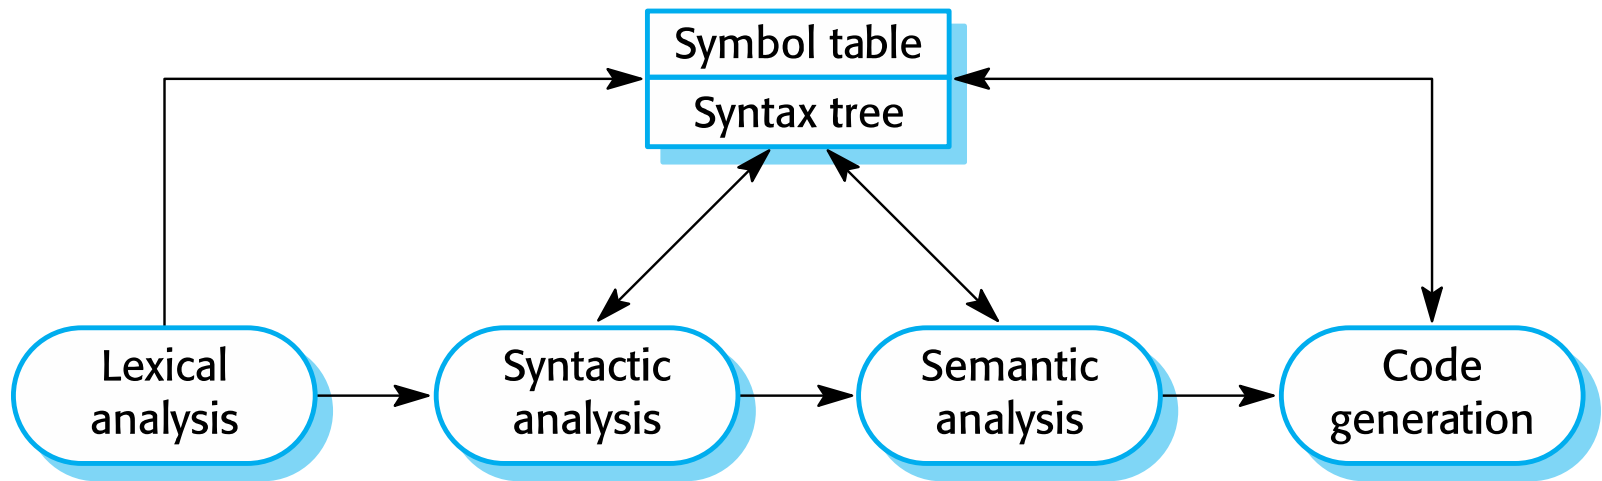 Symbol table
Syntax tree
Lexical
analysis
Syntactic
analysis
Semantic
analysis
Code
generation